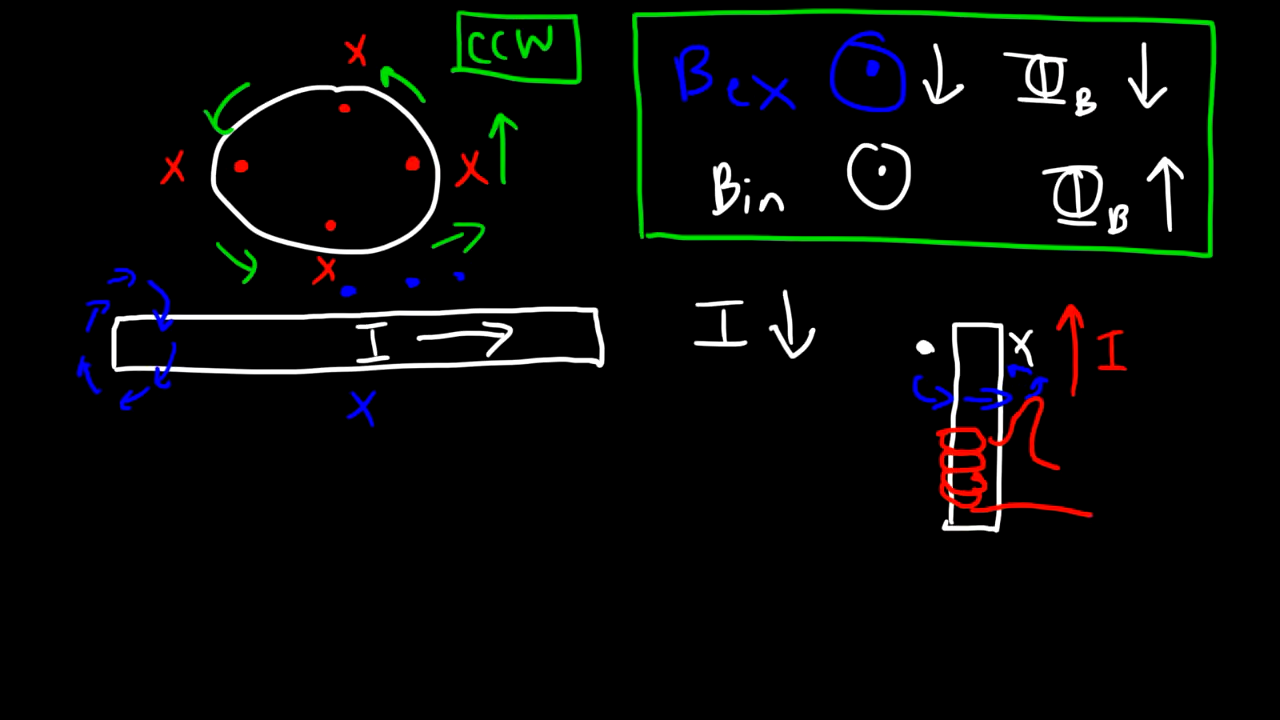 CCW
Bex ⊙ ↓ ΦB ↓
Bin ⊙ ΦB ↑
X
X X
X
I →
X
I ↓
X
I